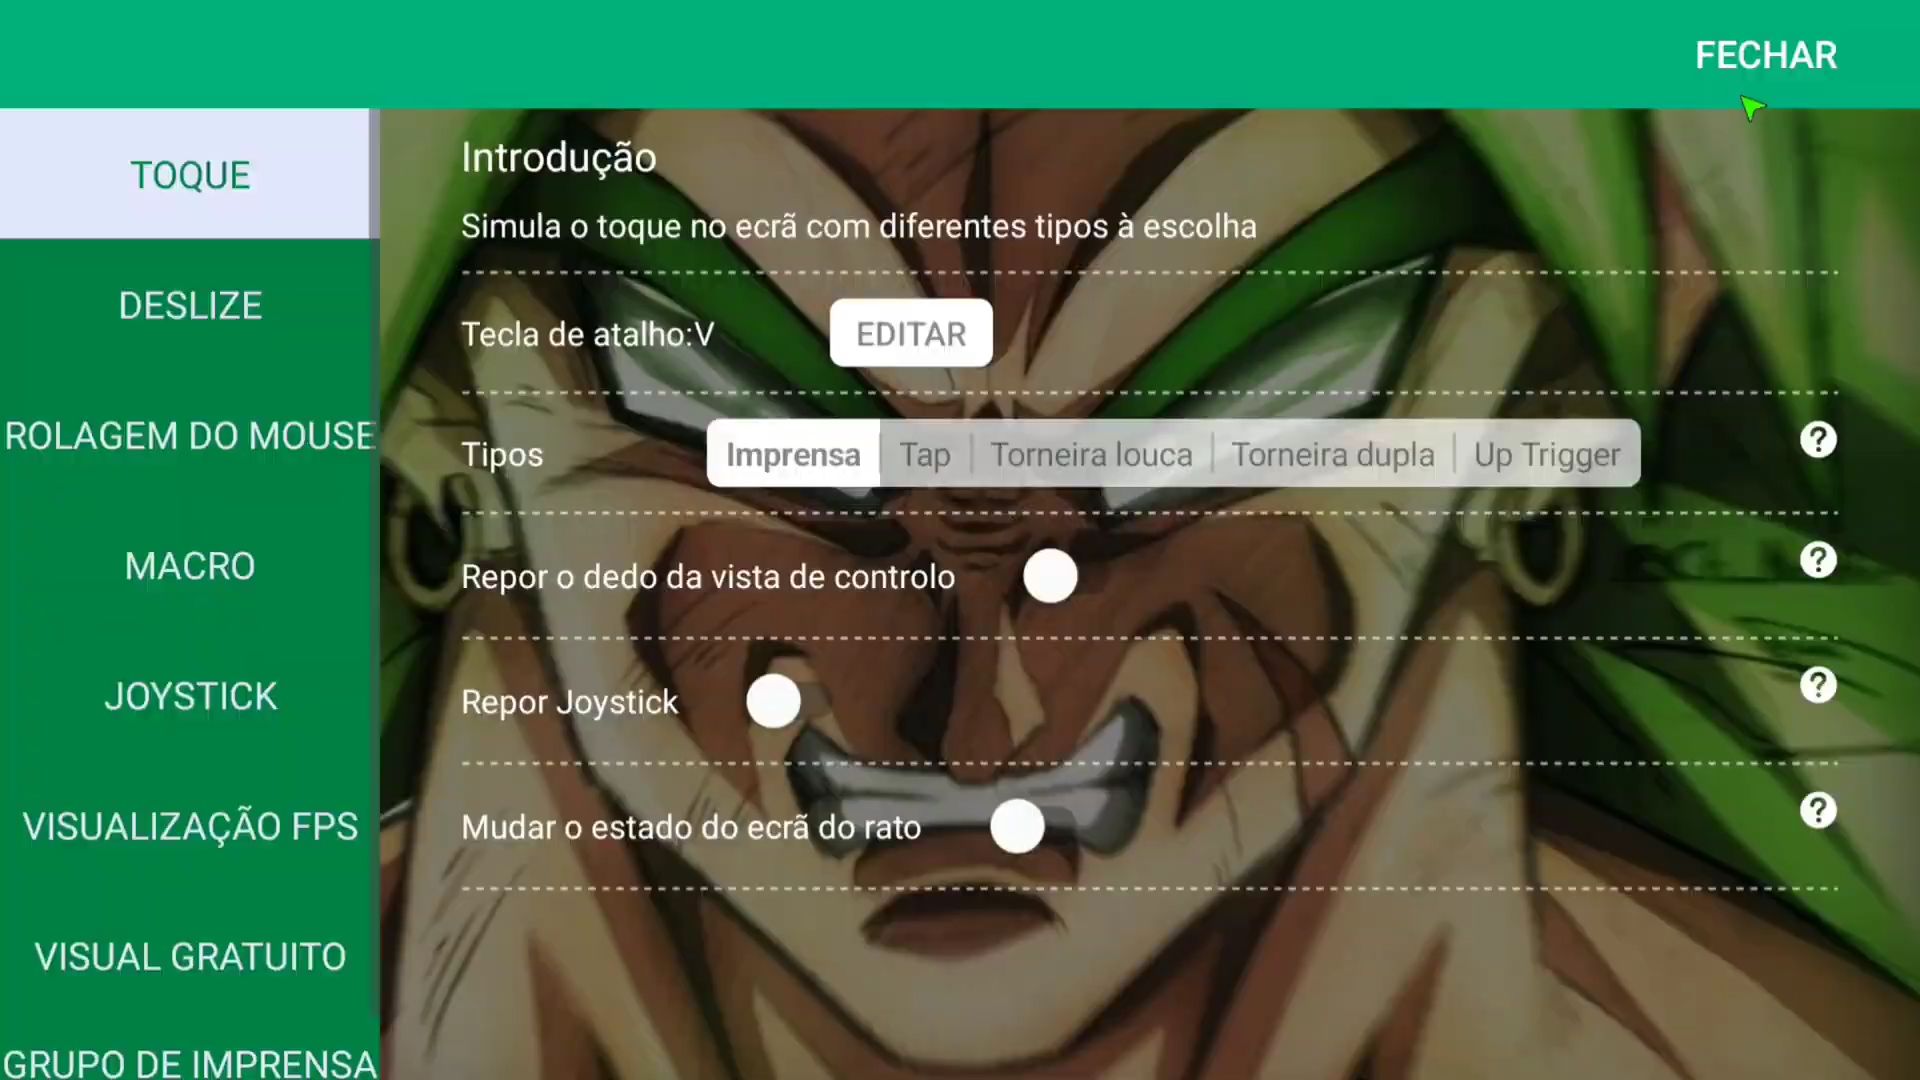 FECHAR
TOQUE
DESLIZE
ROLAGEM DO MOUSE
MACRO
JOYSTICK
VISUALIZAÇÃO FPS
VISUAL GRATUITO
GRUPO DE IMPRENSA
Introdução
Simula o toque no ecrã com diferentes tipos à escolha
Tecla de atalho:V EDITAR
Tipos Imprensa Tap Torneira louca Torneira dupla Up Trigger ?
Repor o dedo da vista de controlo ?
Repor Joystick ?
Mudar o estado do ecrã do rato ?